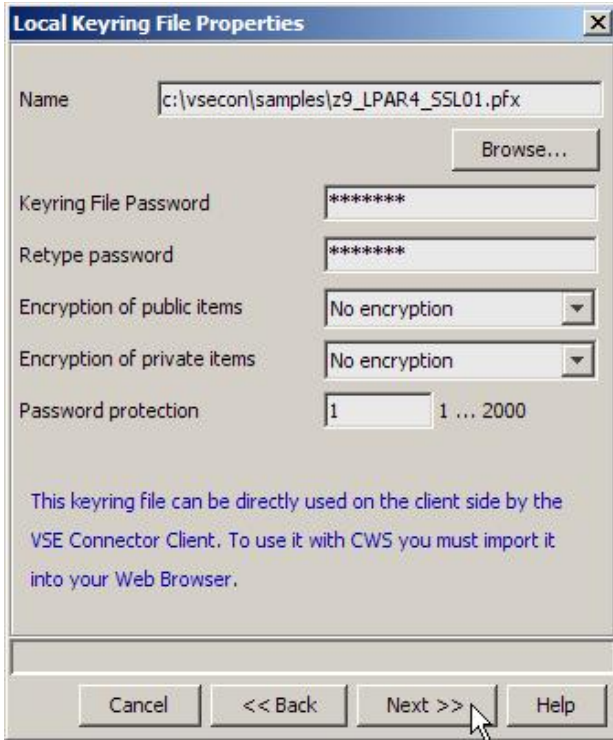 Local Keyring File Properties
Name c:\vsecon\samples\z9_LPAR4_SSL01.pfx
Browse...
Keyring File Password *******
Retype password *******
Encryption of public items No encryption
Encryption of private items No encryption
Password protection 1 1 ... 2000
This keyring file can be directly used on the client side by the
VSE Connector Client. To use it with CWS you must import it
into your Web Browser.
Cancel << Back Next >> Help